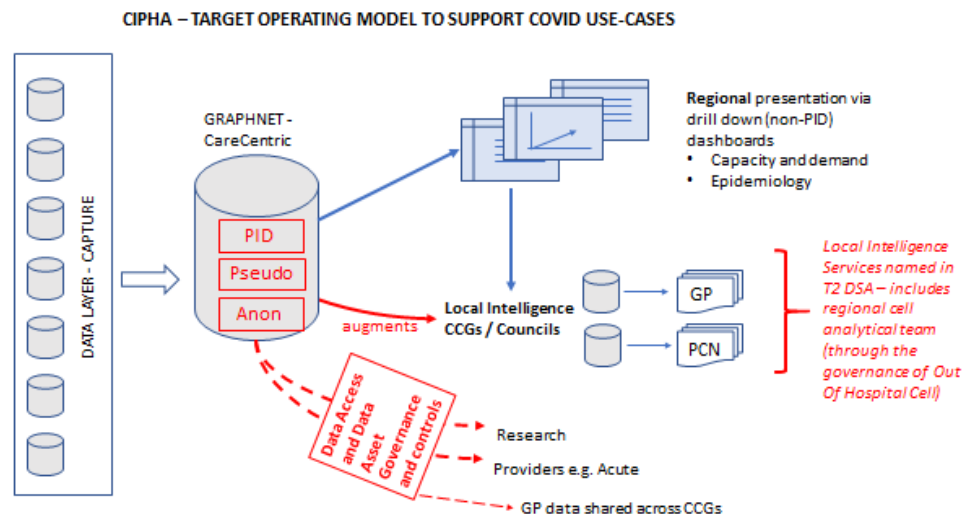 CIPHA – TARGET OPERATING MODEL TO SUPPORT COVID USE-CASES
DATA LAYER - CAPTURE
GRAPHNET -
CareCentric
PID
Pseudo
Anon
augments
Regional presentation via
drill down (non-PID)
dashboards
• Capacity and demand
• Epidemiology
Local Intelligence
CCGs / Councils
GP
PCN
Local Intelligence
Services named in
T2 DSA – includes
regional cell
analytical team
(through the
governance of Out
Of Hospital Cell)
Data Access
and Data
Asset
Governance
and controls
Research
Providers e.g. Acute
GP data shared across CCGs